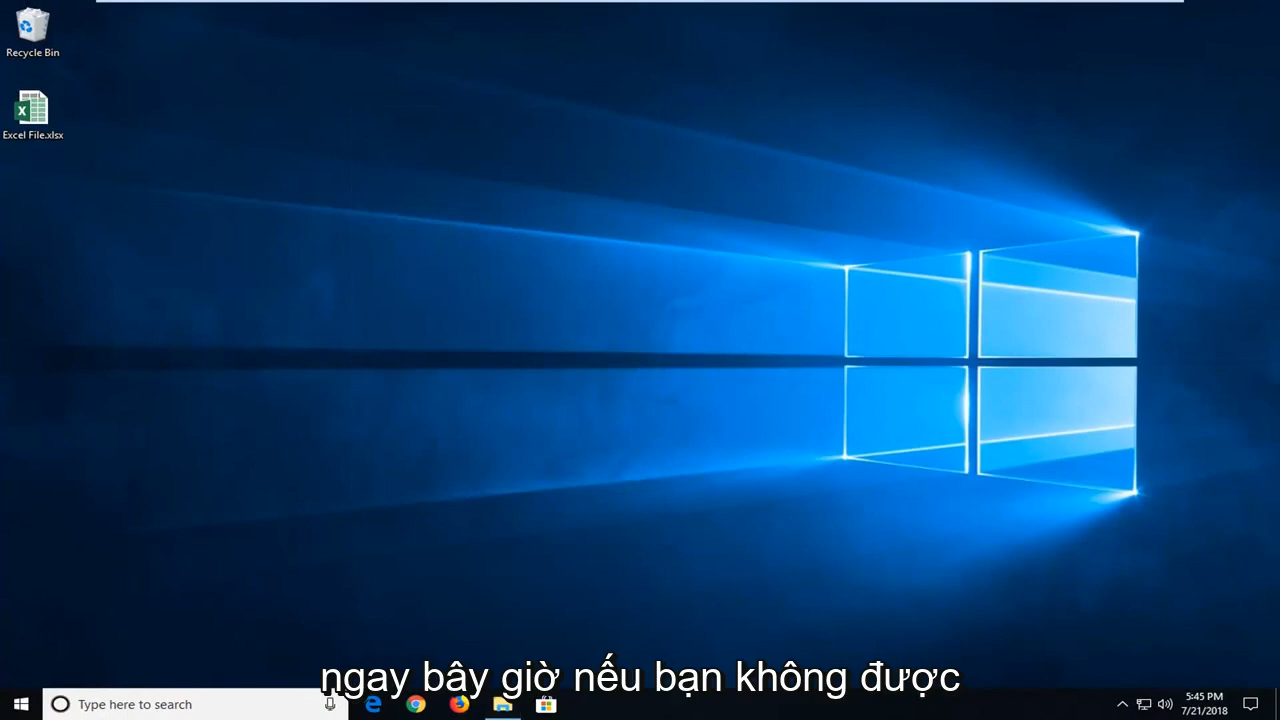 Recycle Bin
Excel File.xlsx
ngay bây giờ nếu bạn không được
Type here to search
5:45 PM
7/21/2018